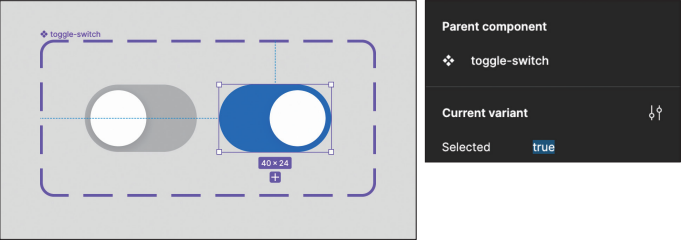 toggle-switch
40 × 24
Parent component
toggle-switch
Current variant
Selected true